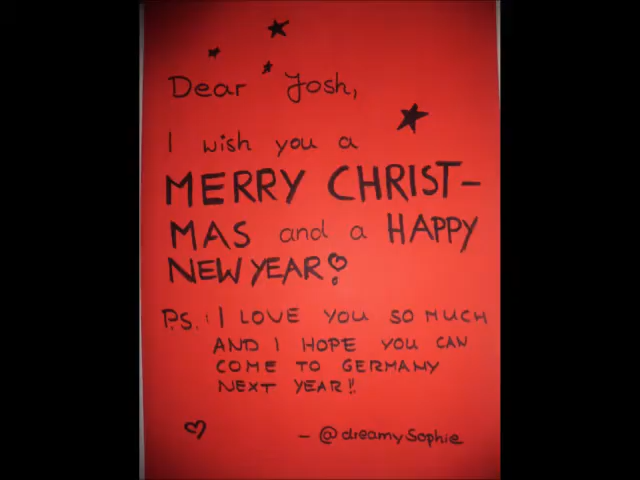 Dear Josh,
I wish you a
MERRY CHRIST-
MAS and a HAPPY
NEW YEAR!
P.S.: I LOVE YOU SO MUCH
AND I HOPE YOU CAN
COME TO GERMANY
NEXT YEAR!!
- @dreamySophie